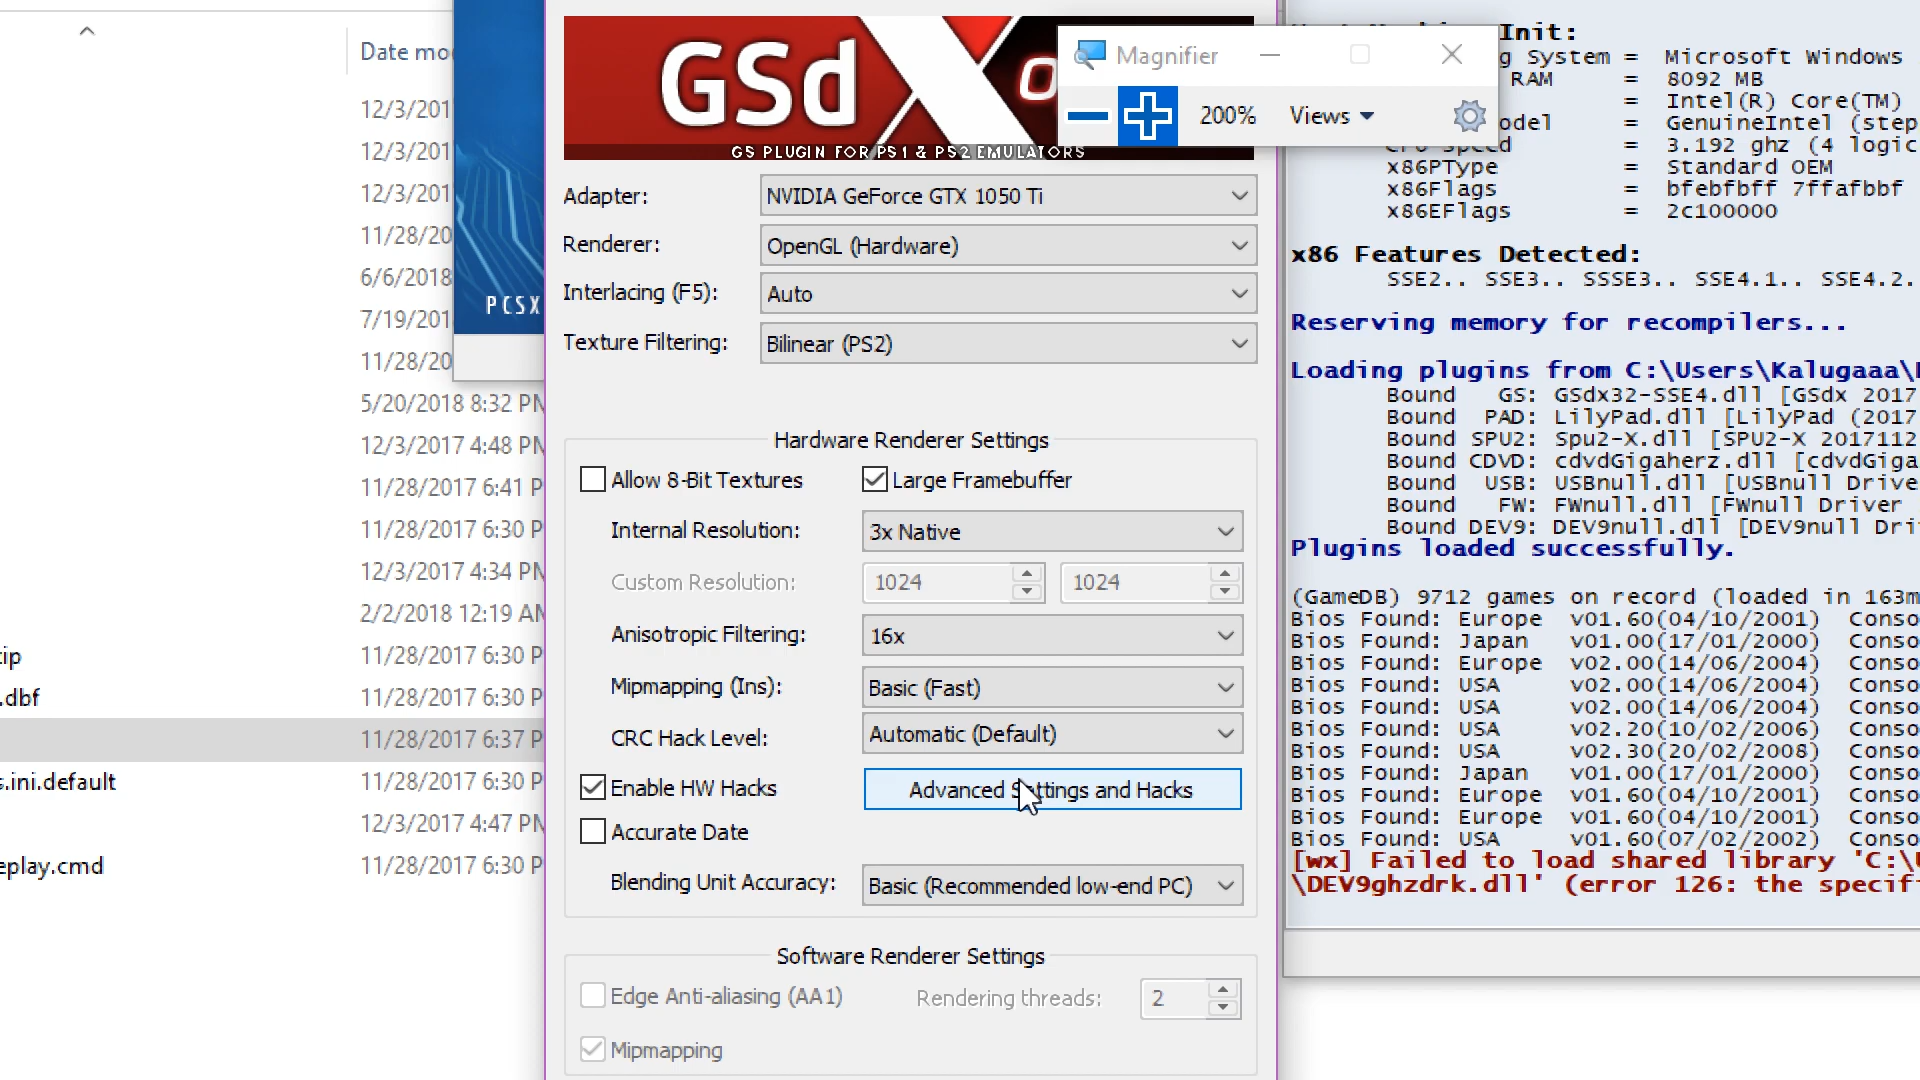 Date mo
12/3/201
12/3/201
12/3/201
11/28/20
6/6/2018
7/19/201
11/28/20
5/20/2018 8:32 PM
12/3/2017 4:48 PM
11/28/2017 6:41 P
11/28/2017 6:30 P
12/3/2017 4:34 PM
2/2/2018 12:19 AM
ip 11/28/2017 6:30 P
.dbf 11/28/2017 6:30 P
11/28/2017 6:37 P
s.ini.default 11/28/2017 6:30 P
12/3/2017 4:47 PM
eplay.cmd 11/28/2017 6:30 P
PCSX
GSdX
GS PLUGIN FOR PS1 & PS2 EMULATORS
Magnifier
200% Views
Adapter: NVIDIA GeForce GTX 1050 Ti
Renderer: OpenGL (Hardware)
Interlacing (F5): Auto
Texture Filtering: Bilinear (PS2)
Hardware Renderer Settings
Allow 8-Bit Textures Large Framebuffer
Internal Resolution: 3x Native
Custom Resolution: 1024 1024
Anisotropic Filtering: 16x
Mipmapping (Ins): Basic (Fast)
CRC Hack Level: Automatic (Default)
Enable HW Hacks Advanced Settings and Hacks
Accurate Date
Blending Unit Accuracy: Basic (Recommended low-end PC)
Software Renderer Settings
Edge Anti-aliasing (AA1) Rendering threads: 2
Mipmapping
Init:
g System = Microsoft Windows
RAM = 8092 MB
= Intel(R) Core(TM)
odel = GenuineIntel (step
= 3.192 ghz (4 logic
x86PType = Standard OEM
x86Flags = bfebfbff 7ffafbbf
x86EFlags = 2c100000
x86 Features Detected:
SSE2.. SSE3.. SSSE3.. SSE4.1.. SSE4.2.
Reserving memory for recompilers...
Loading plugins from C:\Users\Kalugaaa\
Bound GS: GSdx32-SSE4.dll [GSdx 2017
Bound PAD: LilyPad.dll [LilyPad (2017
Bound SPU2: Spu2-X.dll [SPU2-X 2017112
Bound CDVD: cdvdGigaherz.dll [cdvdGiga
Bound USB: USBnull.dll [USBnull Drive
Bound FW: FWnull.dll [FWnull Driver
Bound DEV9: DEV9null.dll [DEV9null Dri
Plugins loaded successfully.
(GameDB) 9712 games on record (loaded in 163m
Bios Found: Europe v01.60(04/10/2001) Conso
Bios Found: Japan v01.00(17/01/2000) Conso
Bios Found: Europe v02.00(14/06/2004) Conso
Bios Found: USA v02.00(14/06/2004) Conso
Bios Found: USA v02.00(14/06/2004) Conso
Bios Found: USA v02.20(10/02/2006) Conso
Bios Found: USA v02.30(20/02/2008) Conso
Bios Found: Japan v01.00(17/01/2000) Conso
Bios Found: Europe v01.60(04/10/2001) Conso
Bios Found: Europe v01.60(04/10/2001) Conso
Bios Found: USA v01.60(07/02/2002) Conso
[wx] Failed to load shared library 'C:\U
\DEV9ghzdrk.dll' (error 126: the specifi